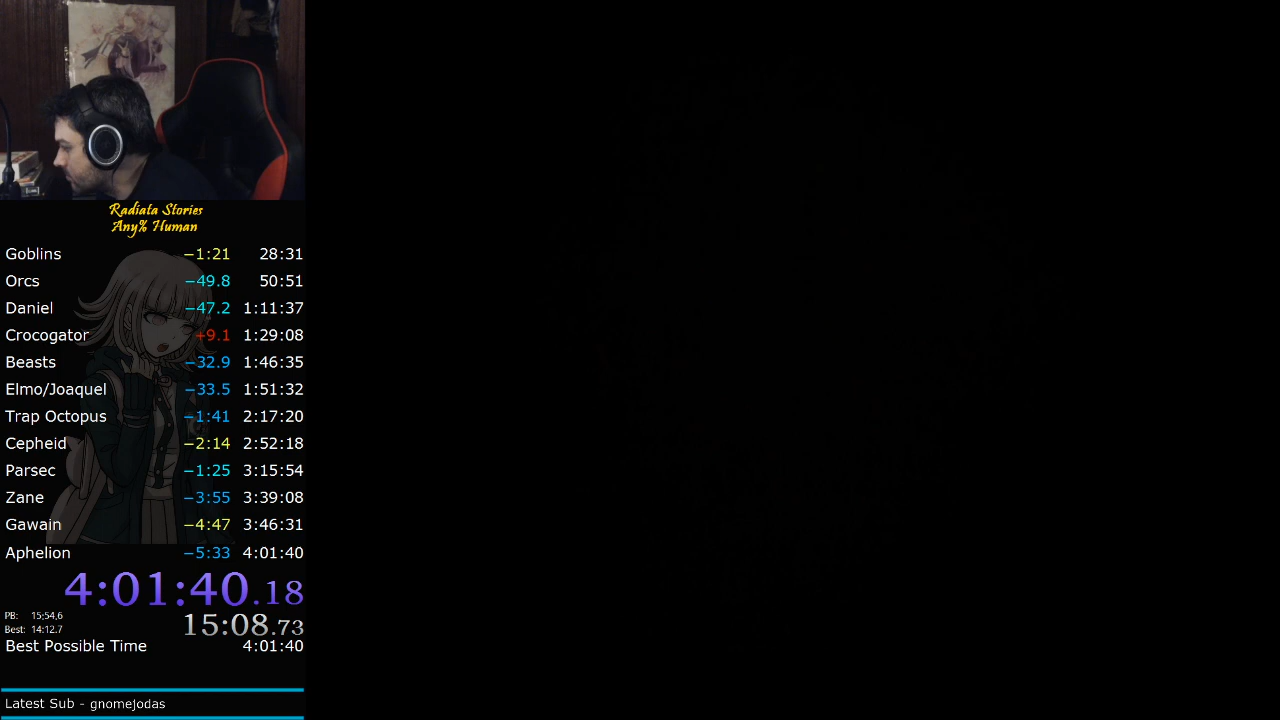 Radiata Stories
Any% Human
Goblins −1:21 28:31
Orcs −49.8 50:51
Daniel −47.2 1:11:37
Crocogator +9.1 1:29:08
Beasts −32.9 1:46:35
Elmo/Joaquel −33.5 1:51:32
Trap Octopus −1:41 2:17:20
Cepheid −2:14 2:52:18
Parsec −1:25 3:15:54
Zane −3:55 3:39:08
Gawain −4:47 3:46:31
Aphelion −5:33 4:01:40
4:01:40.18
PB: 15:54,6
15:08.73
Best: 14:12.7
Best Possible Time 4:01:40
Latest Sub - gnomejodas